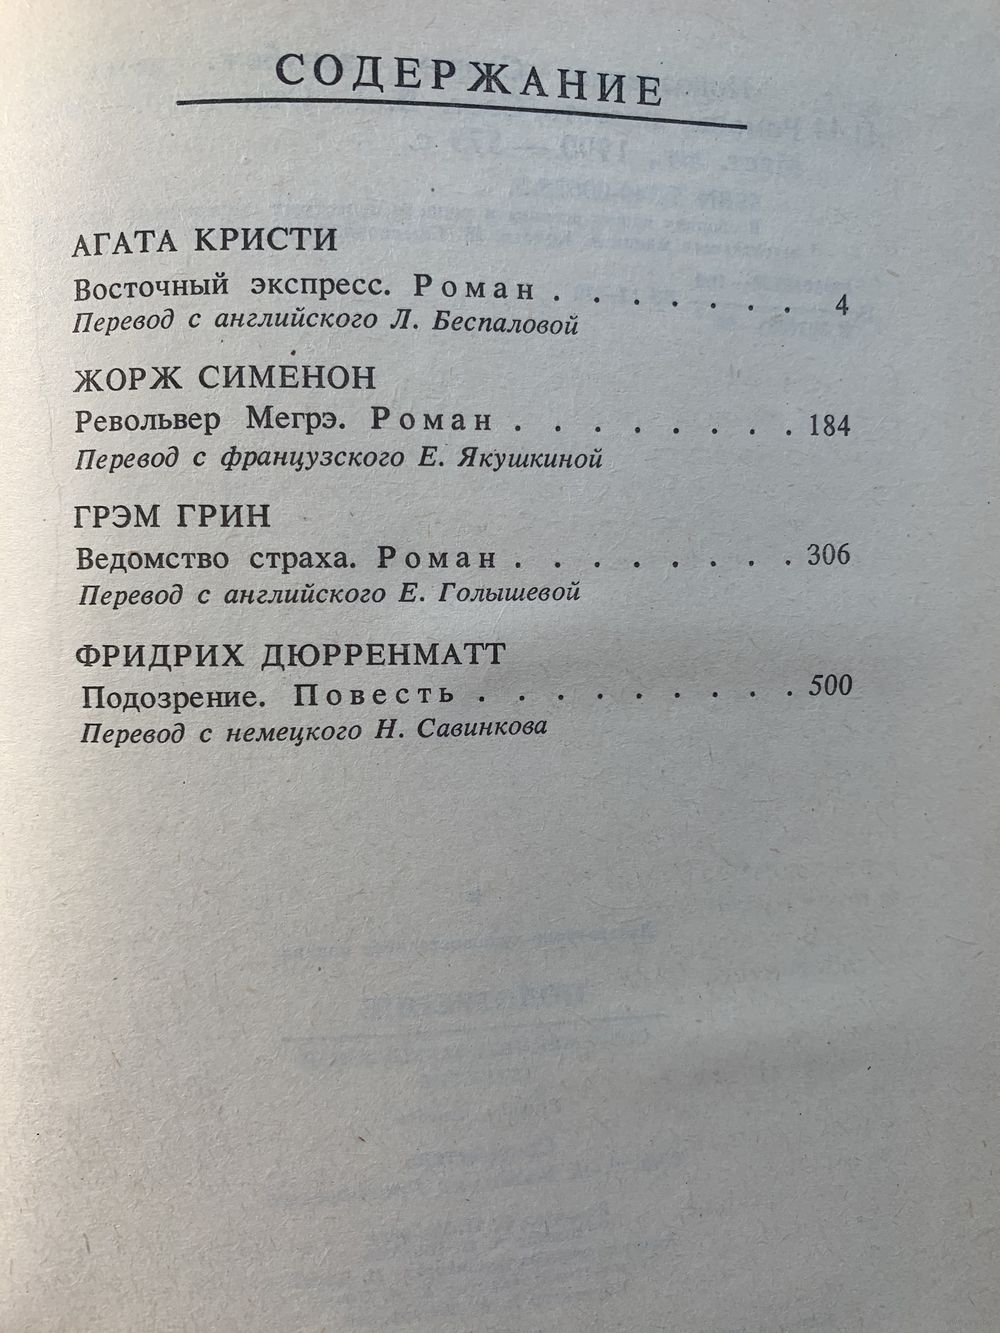 СОДЕРЖАНИЕ
АГАТА КРИСТИ
Восточный экспресс. Роман . . . . . . . 4
Перевод с английского Л. Беспаловой
ЖОРЖ СИМЕНОН
Револьвер Мегрэ. Роман . . . . . . . . 184
Перевод с французского Е. Якушкиной
ГРЭМ ГРИН
Ведомство страха. Роман . . . . . . . . 306
Перевод с английского Е. Голышевой
ФРИДРИХ ДЮРРЕНМАТТ
Подозрение. Повесть . . . . . . . . . 500
Перевод с немецкого Н. Савинкова